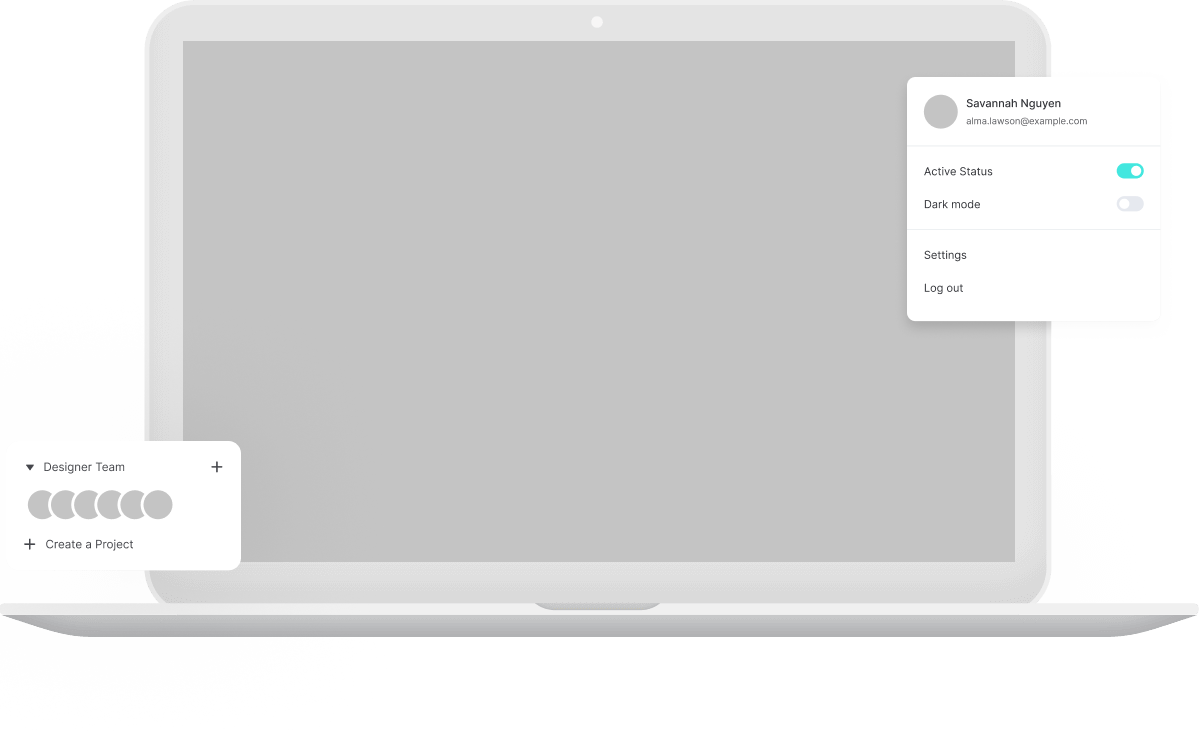 Savannah Nguyen
alma.lawson@example.com
Active Status
Dark mode
Settings
Log out
Designer Team
Create a Project